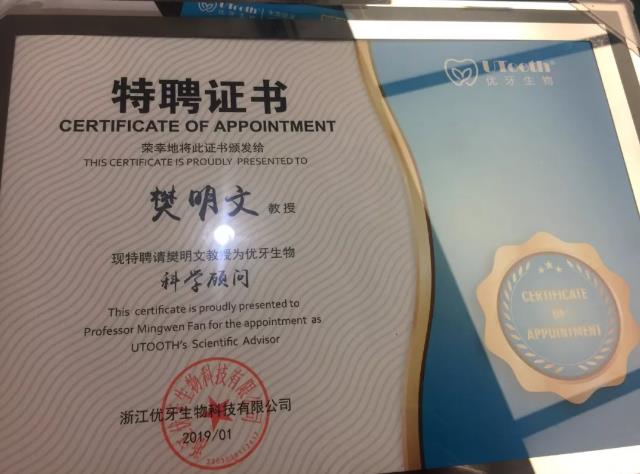 UTooth
特聘证书
CERTIFICATE OF APPOINTMENT
荣幸地将此证书颁发给
THIS CERTIFICATE IS PROUDLY PRESENTED TO
樊明文 教授
现特聘请樊明文教授为优牙生物
科学顾问
This certificate is proudly presented to
Professor Mingwen Fan for the appointment as
UTOOTH's Scientific Advisor
浙江优牙生物科技有限公司
2019/01
UTooth®
优牙生物
CERTIFICATE
OF
APPOINTMENT